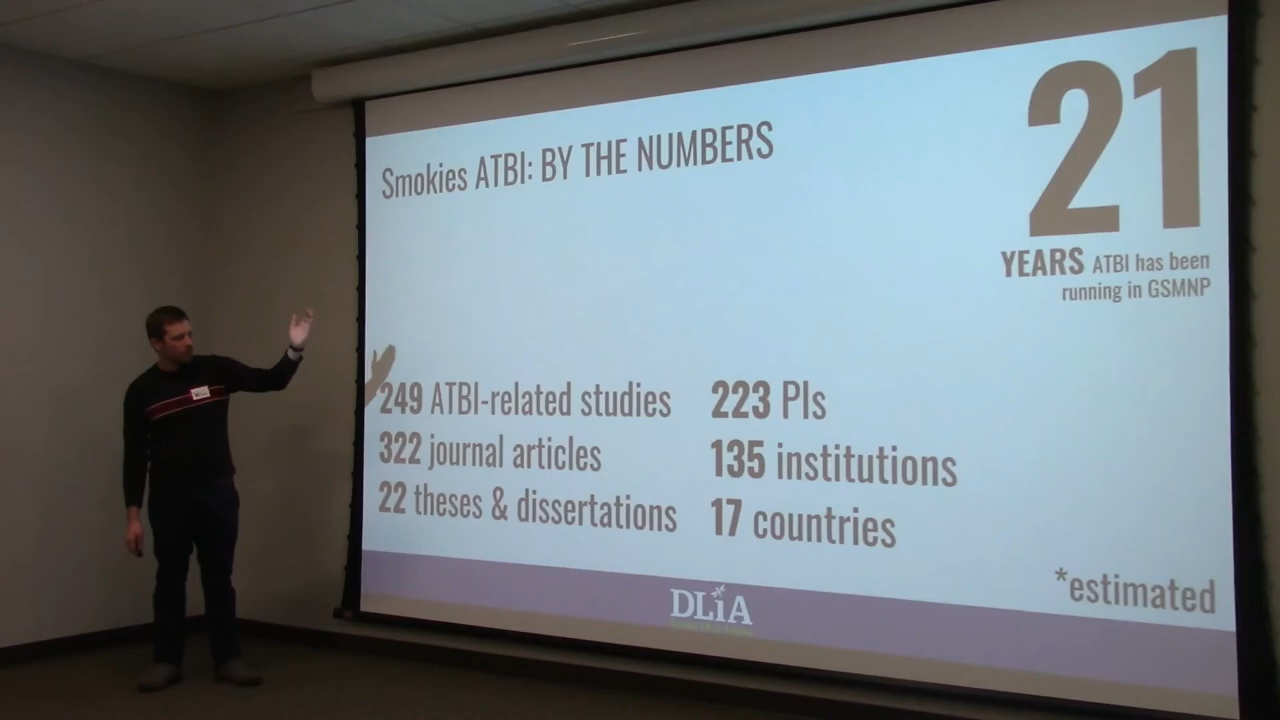 Smokies ATBI: BY THE NUMBERS
21
YEARS ATBI has been
running in GSMNP
249 ATBI-related studies
322 journal articles
22 theses & dissertations
223 PIs
135 institutions
17 countries
*estimated
DLiA